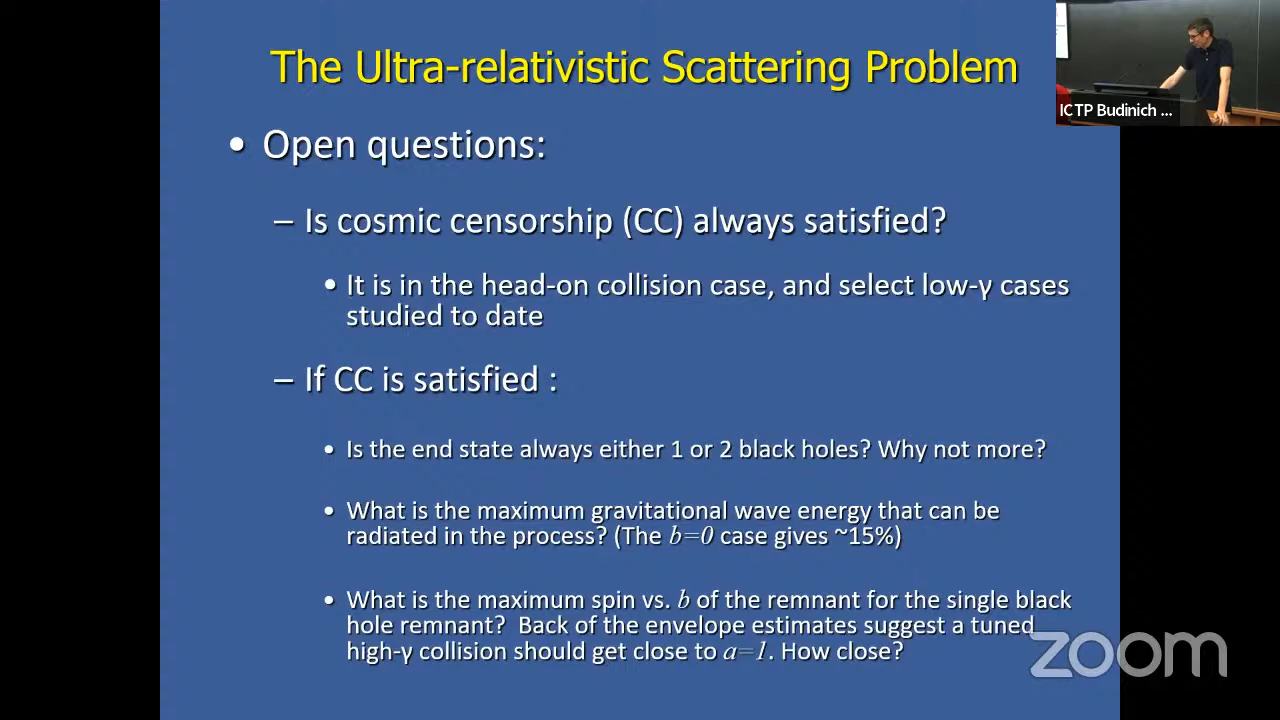 The Ultra-relativistic Scattering Problem
ICTP Budinich ...
• Open questions:
– Is cosmic censorship (CC) always satisfied?
• It is in the head-on collision case, and select low-γ cases
studied to date
– If CC is satisfied :
• Is the end state always either 1 or 2 black holes? Why not more?
• What is the maximum gravitational wave energy that can be
radiated in the process? (The b=0 case gives ~15%)
• What is the maximum spin vs. b of the remnant for the single black
hole remnant?  Back of the envelope estimates suggest a tuned
high-γ collision should get close to a=1. How close?
zoom